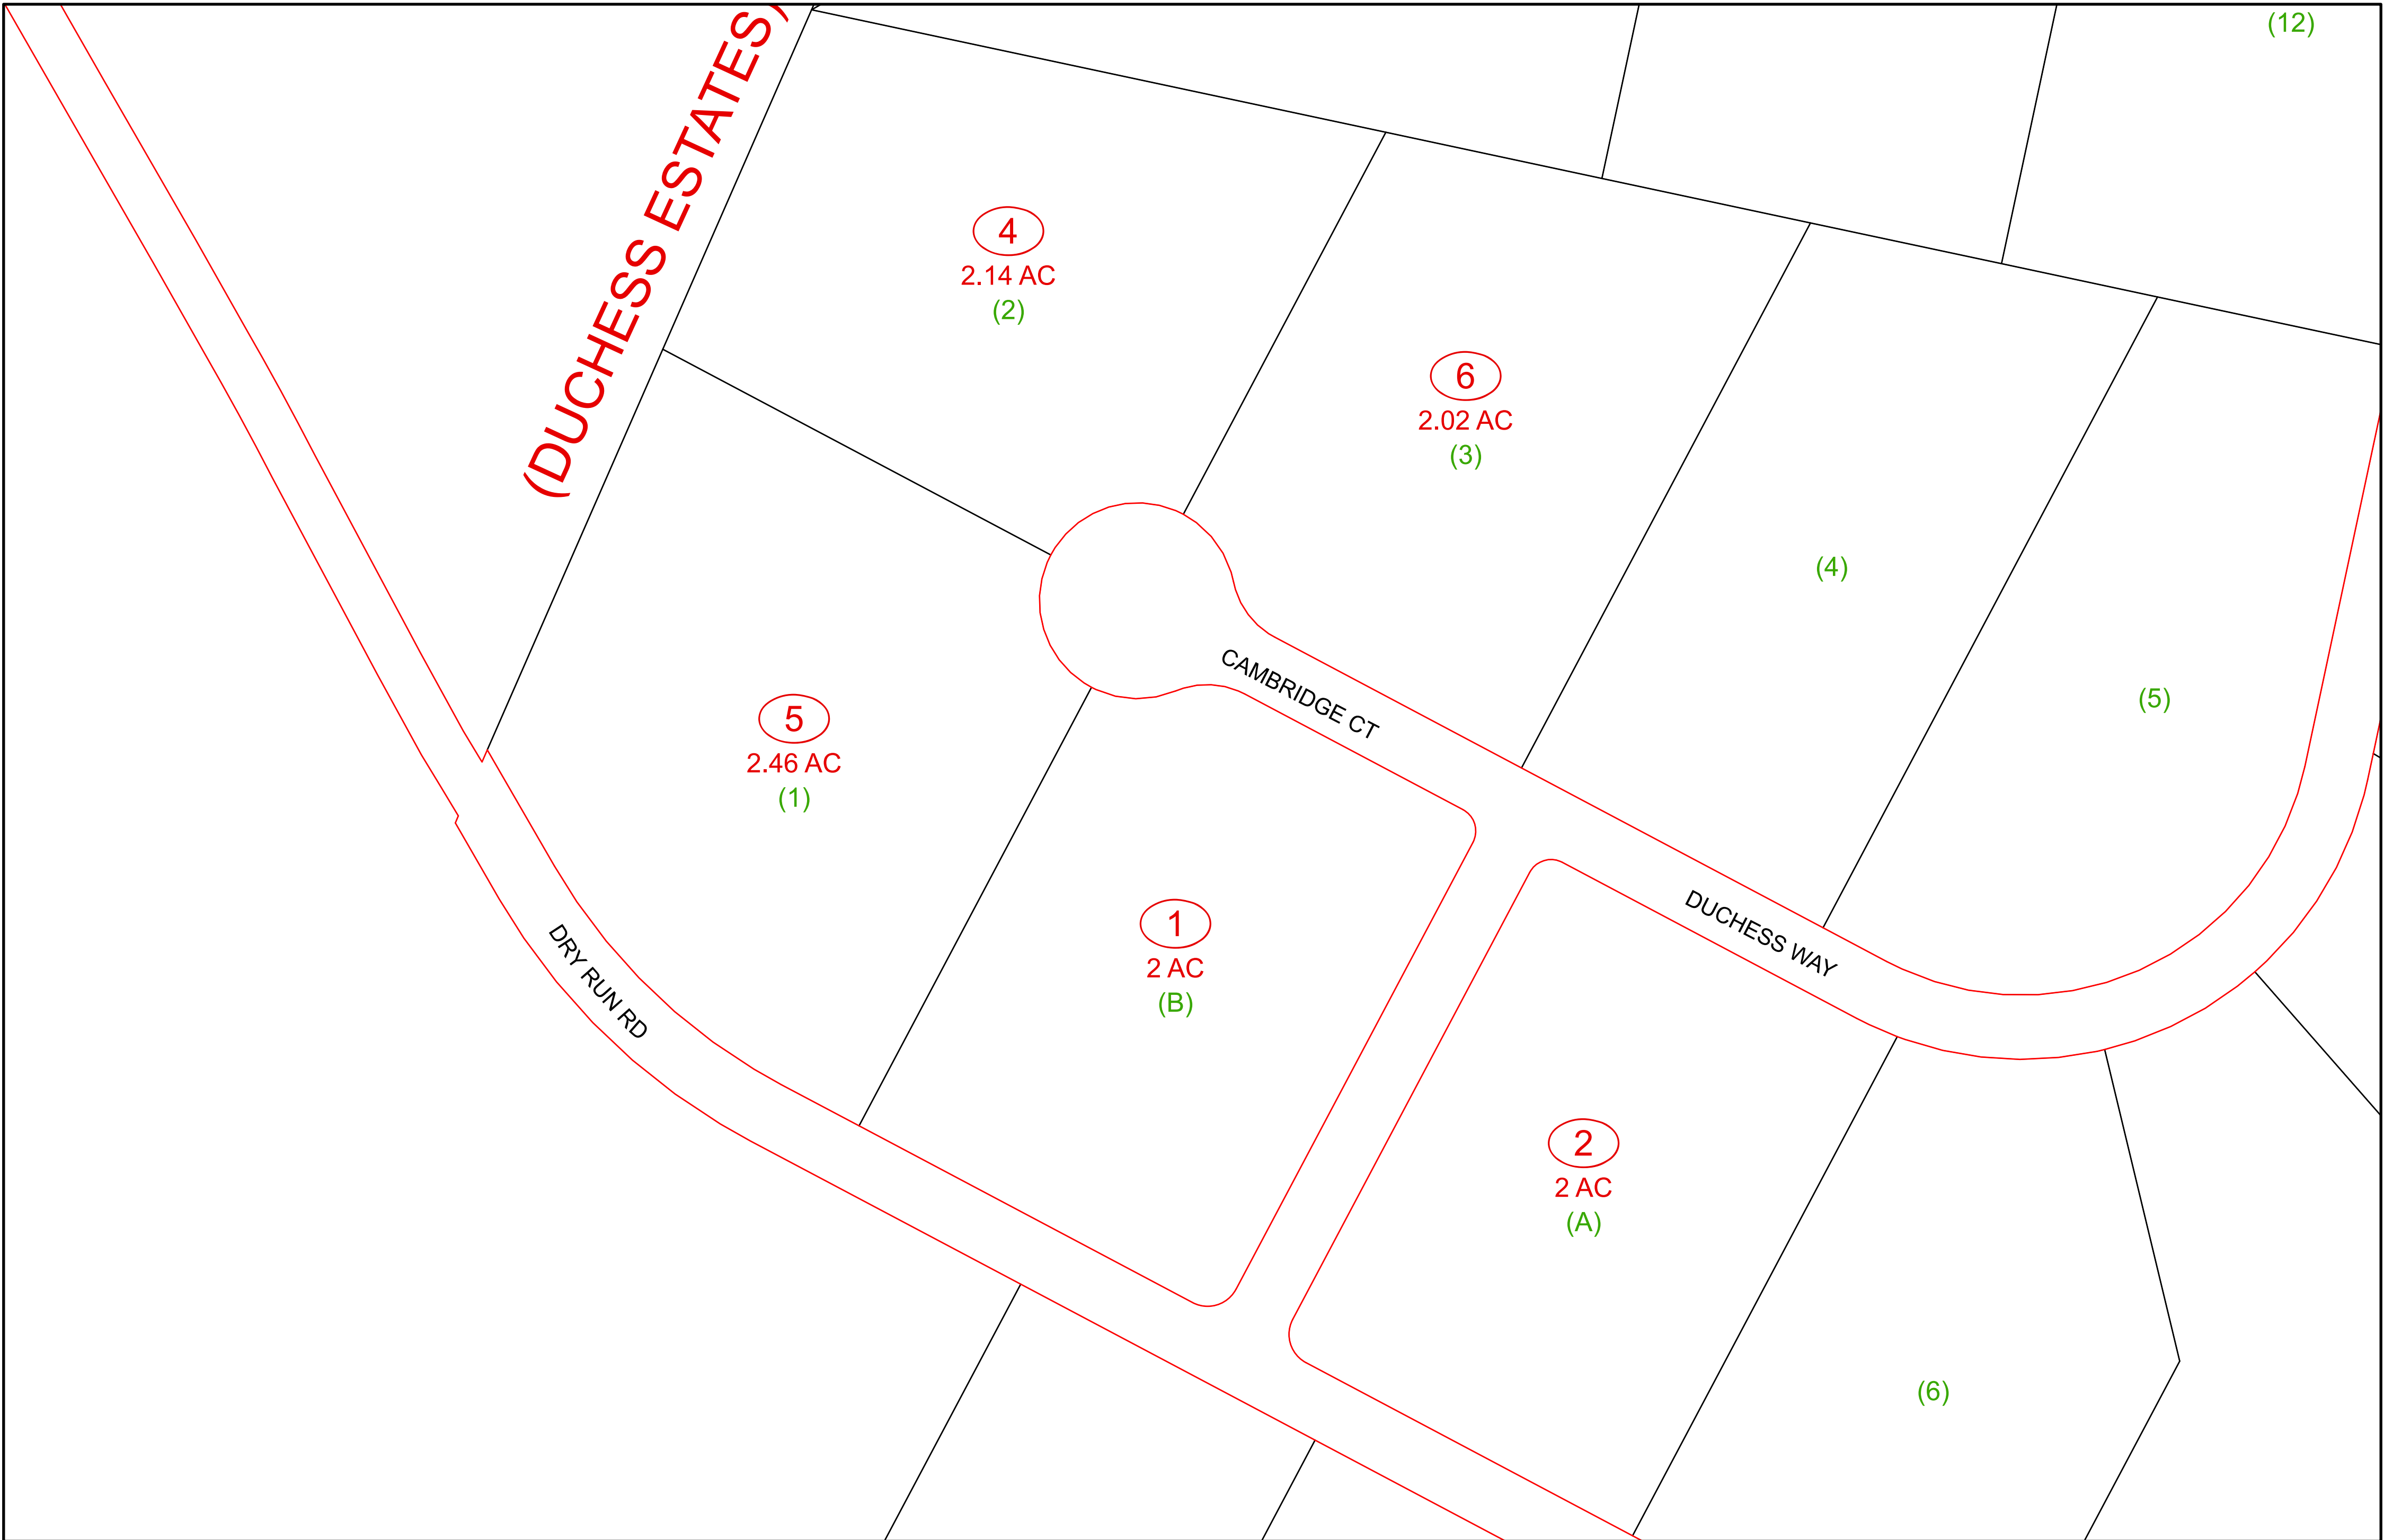 (12)
(DUCHESS ESTATES)
4
2.14 AC
(2)
6
2.02 AC
(3)
(4)
(5)
CAMBRIDGE CT
5
2.46 AC
(1)
1
2 AC
(B)
DUCHESS WAY
DRY RUN RD
2
2 AC
(A)
(6)